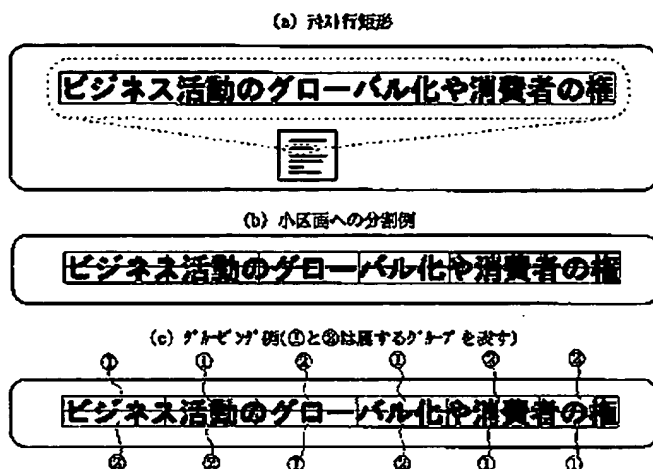 (a) テキスト行矩形
ビジネス活動のグローバル化や消費者の権
(b) 小区画への分割例
ビジネス活動のグローバル化や消費者の権
(c) グルーピング例(①と②は属するグループを表す)
① ① ② ① ② ②
ビジネス活動のグローバル化や消費者の権
② ② ① ② ① ①